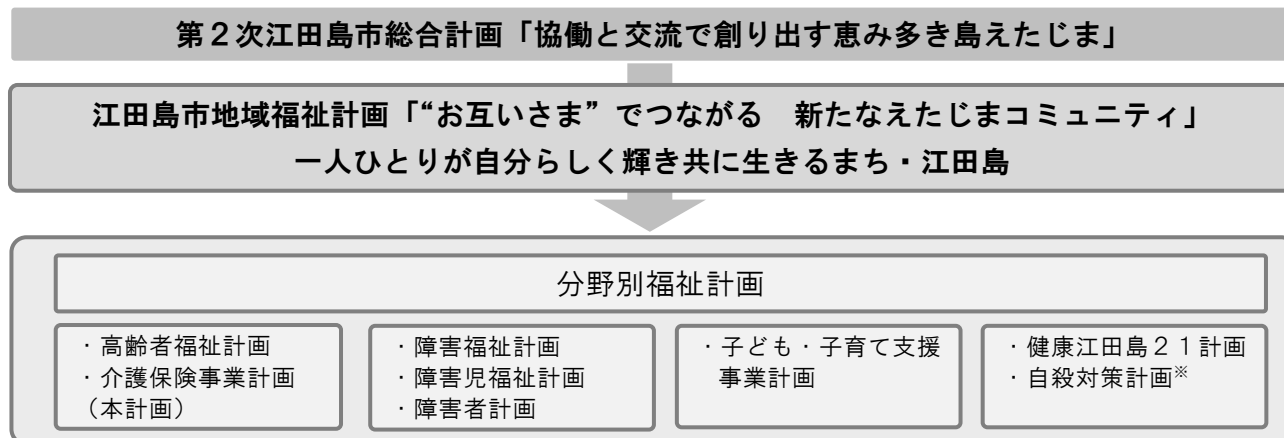 第２次江田島市総合計画「協働と交流で創り出す恵み多き島えたじま」
江田島市地域福祉計画「“お互いさま”でつながる　新たなえたじまコミュニティ」
一人ひとりが自分らしく輝き共に生きるまち・江田島
分野別福祉計画
・高齢者福祉計画
・介護保険事業計画
（本計画）
・障害福祉計画
・障害児福祉計画
・障害者計画
・子ども・子育て支援
事業計画
・健康江田島２１計画
・自殺対策計画※